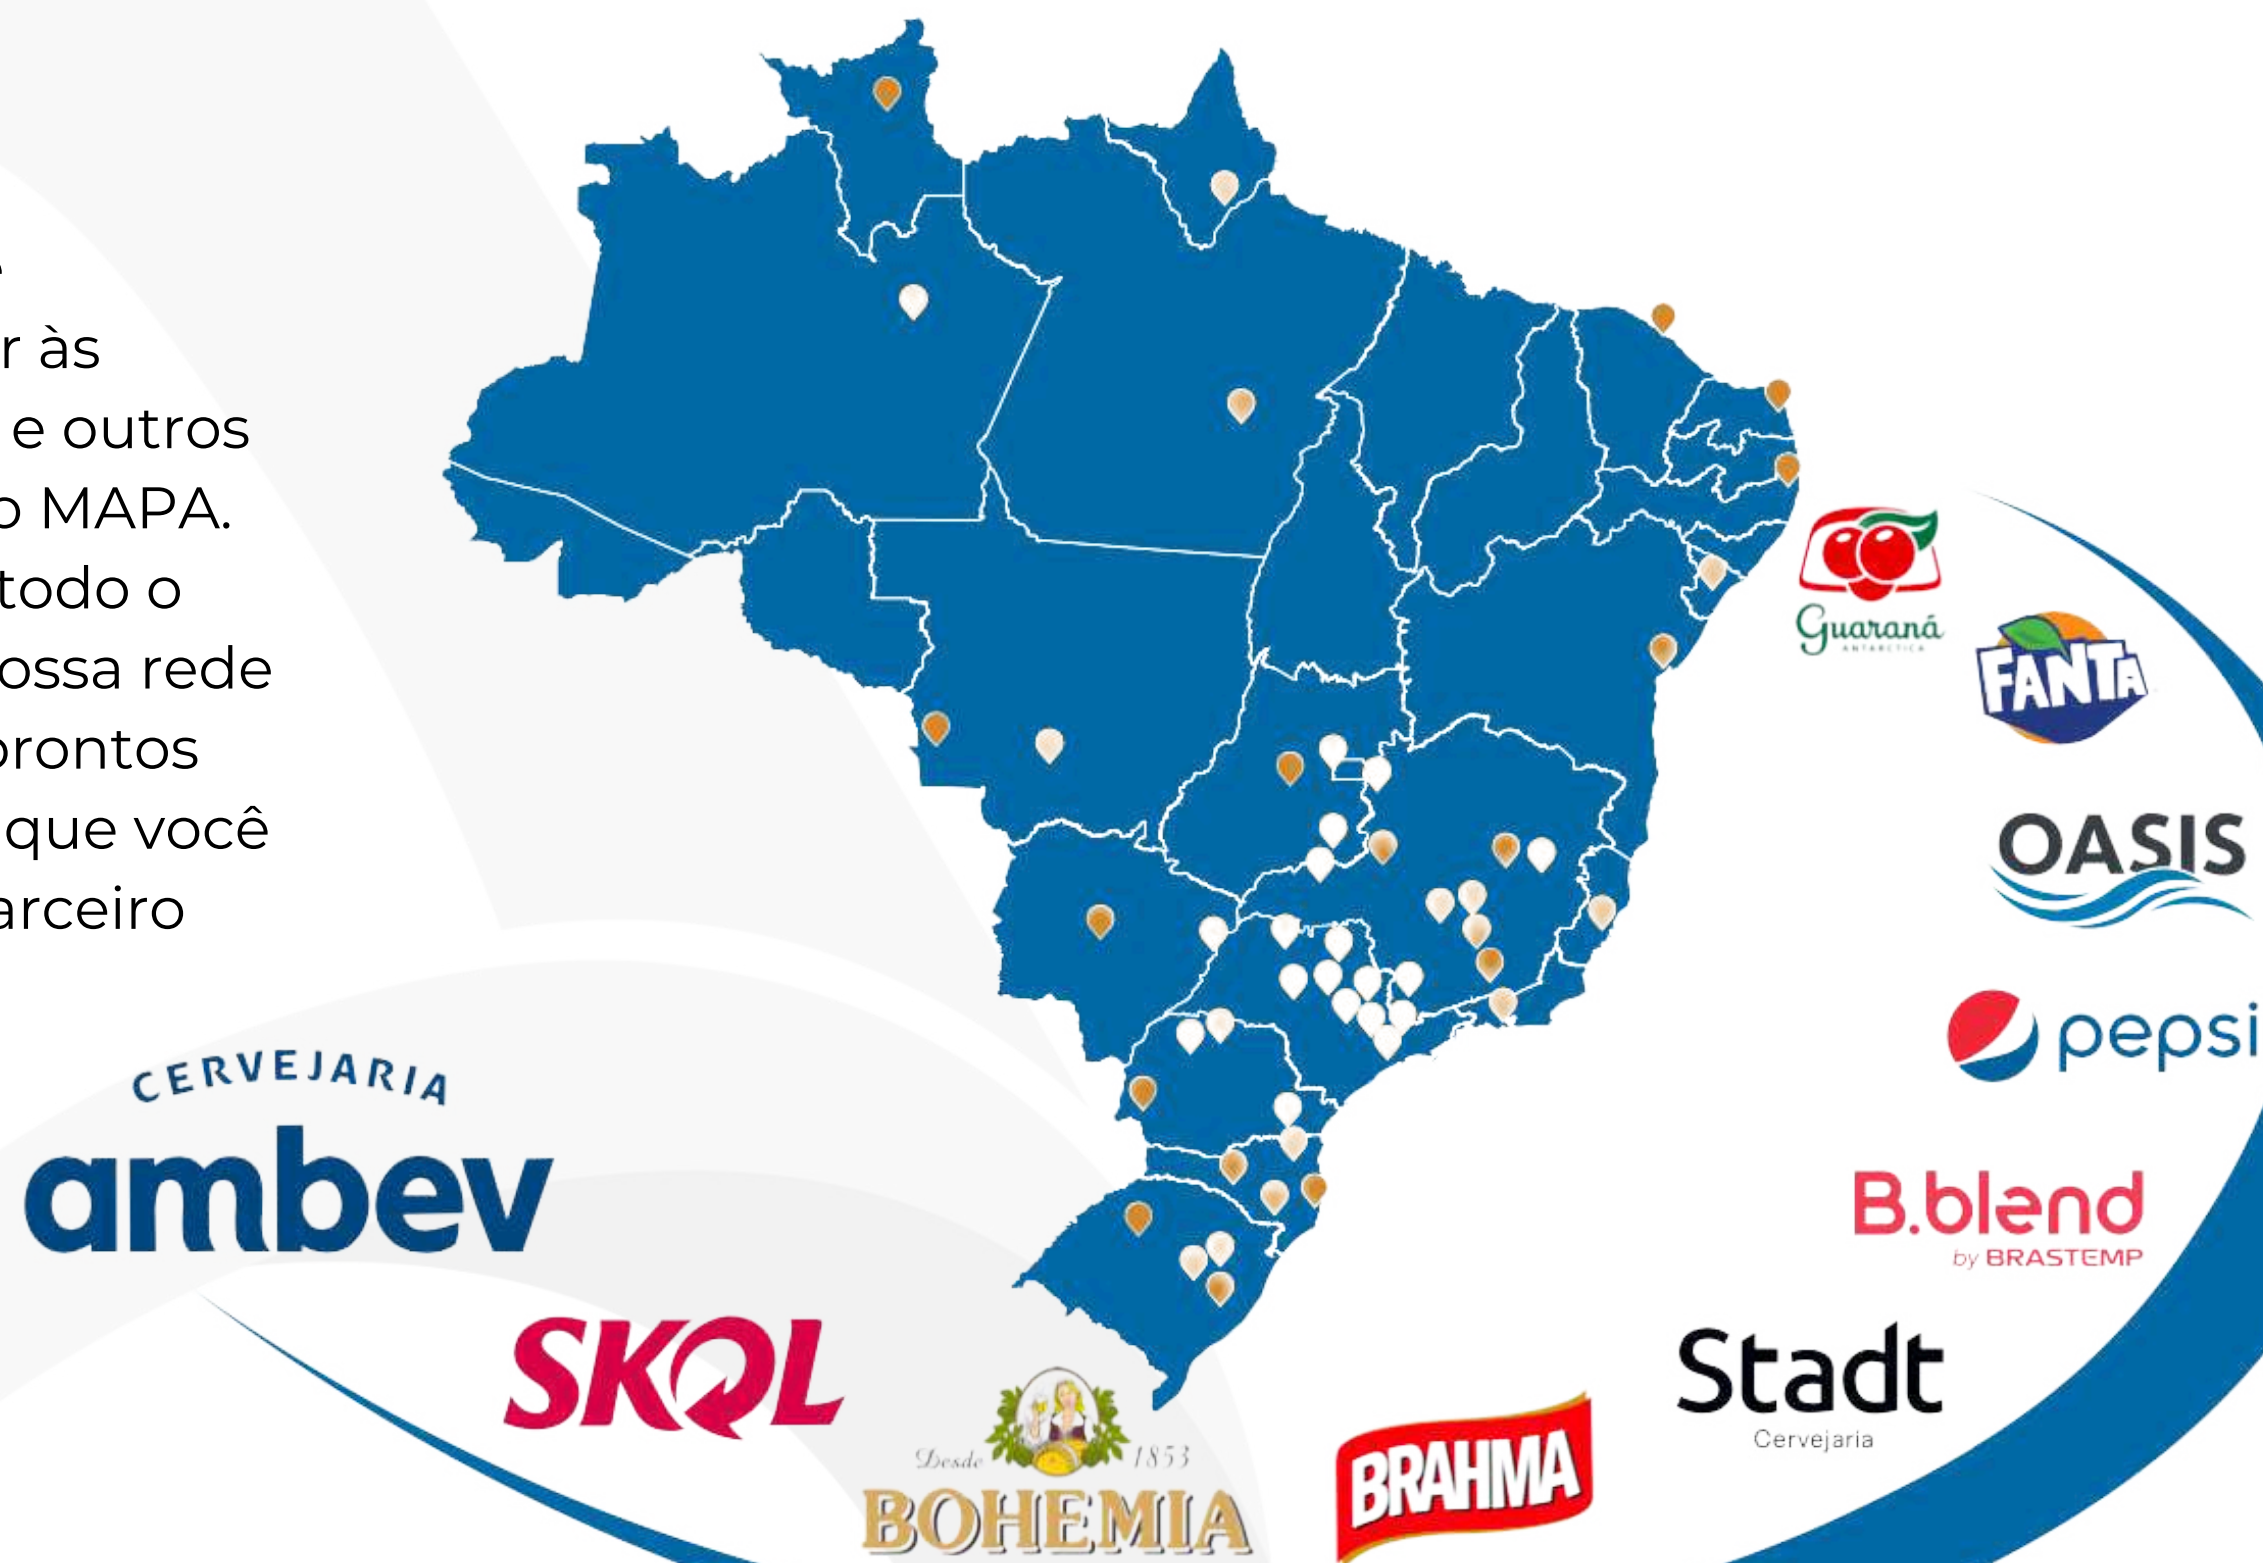 r às
e outros
o MAPA.
todo o
ossa rede
prontos
que você
arceiro
Guaraná
ANTARCTICA
FANTA
OASIS
pepsi
B.blend
by BRASTEMP
Stadt
Cervejaria
CERVEJARIA
ambev
SKOL
Desde 1853
BOHEMIA
BRAHMA